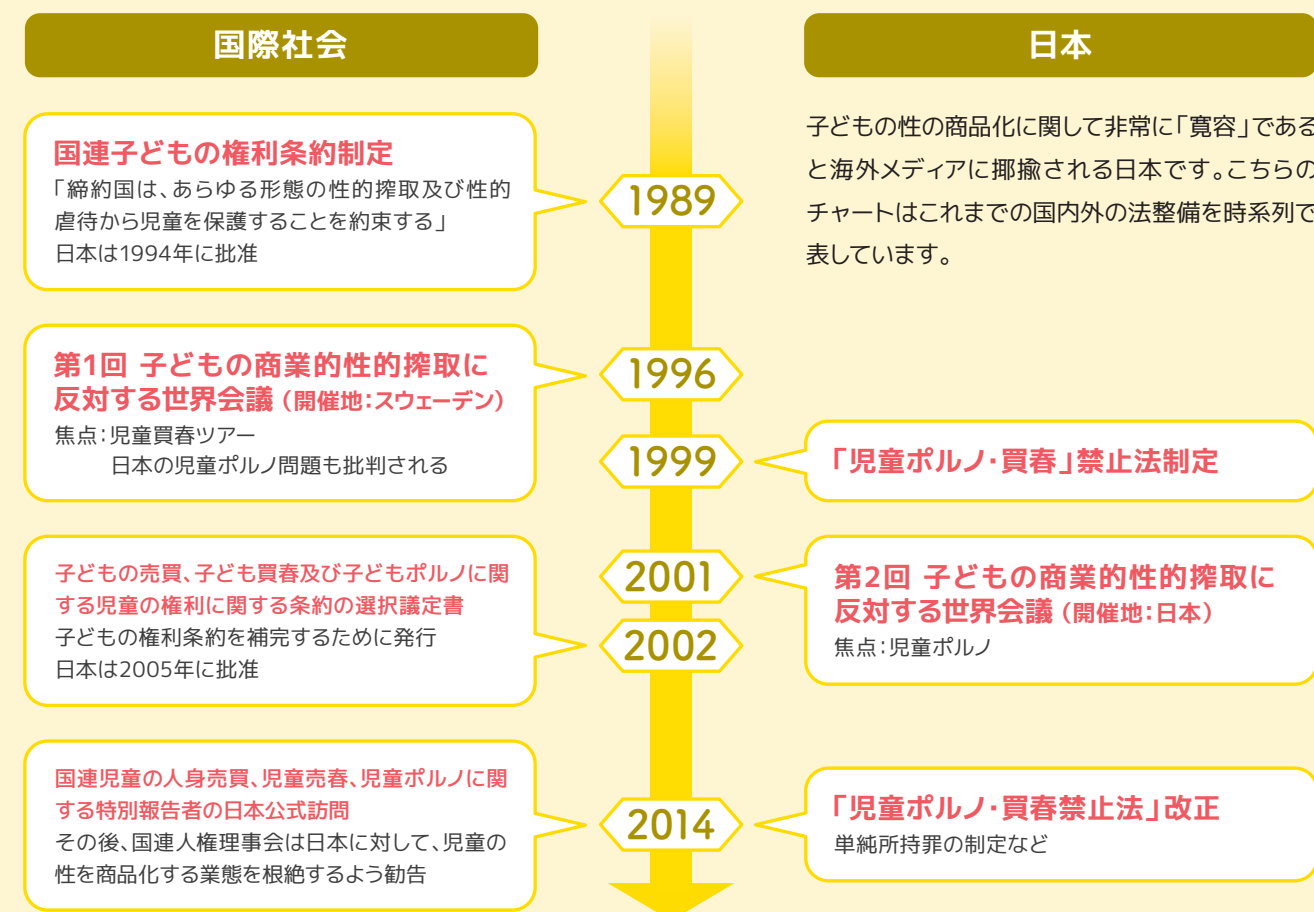 国際社会
日本
子どもの性の商品化に関して非常に「寛容」である
と海外メディアに揶揄される日本です。こちらの
チャートはこれまでの国内外の法整備を時系列で
表しています。
国連子どもの権利条約制定
「締約国は、あらゆる形態の性的搾取及び性的
虐待から児童を保護することを約束する」
日本は1994年に批准
1989
第1回 子どもの商業的性的搾取に
反対する世界会議（開催地：スウェーデン）
焦点：児童買春ツアー
日本の児童ポルノ問題も批判される
1996
1999
「児童ポルノ・買春」禁止法制定
2001
第2回 子どもの商業的性的搾取に
反対する世界会議（開催地：日本）
焦点：児童ポルノ
子どもの売買、子ども買春及び子どもポルノに関
する児童の権利に関する条約の選択議定書
子どもの権利条約を補完するために発行
日本は2005年に批准
2002
国連児童の人身売買、児童売春、児童ポルノに関
する特別報告者の日本公式訪問
その後、国連人権理事会は日本に対して、児童の
性を商品化する業態を根絶するよう勧告
2014
「児童ポルノ・買春禁止法」改正
単純所持罪の制定など